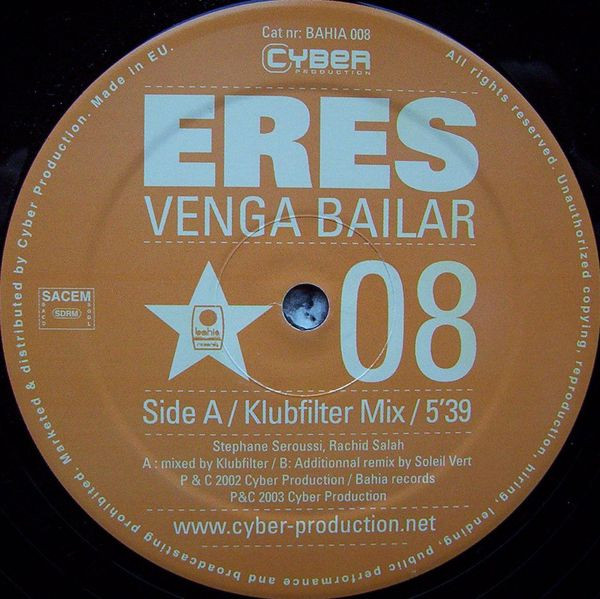 Cat nr: BAHIA 008
CYBER
PRODUCTION
ERES
VENGA BAILAR
SACEM
SDRM
bahia
records
08
Side A / Klubfilter Mix / 5'39
Stephane Seroussi, Rachid Salah
A : mixed by Klubfilter / B: Additionnal remix by Soleil Vert
P & C 2002 Cyber Production / Bahia records
P&C 2003 Cyber Production
www.cyber-production.net
All rights reserved. Unauthorized copying, reproduction, hiring, lending, public performance and broadcasting prohibited. Marketed & distributed by Cyber Production. Made in EU.